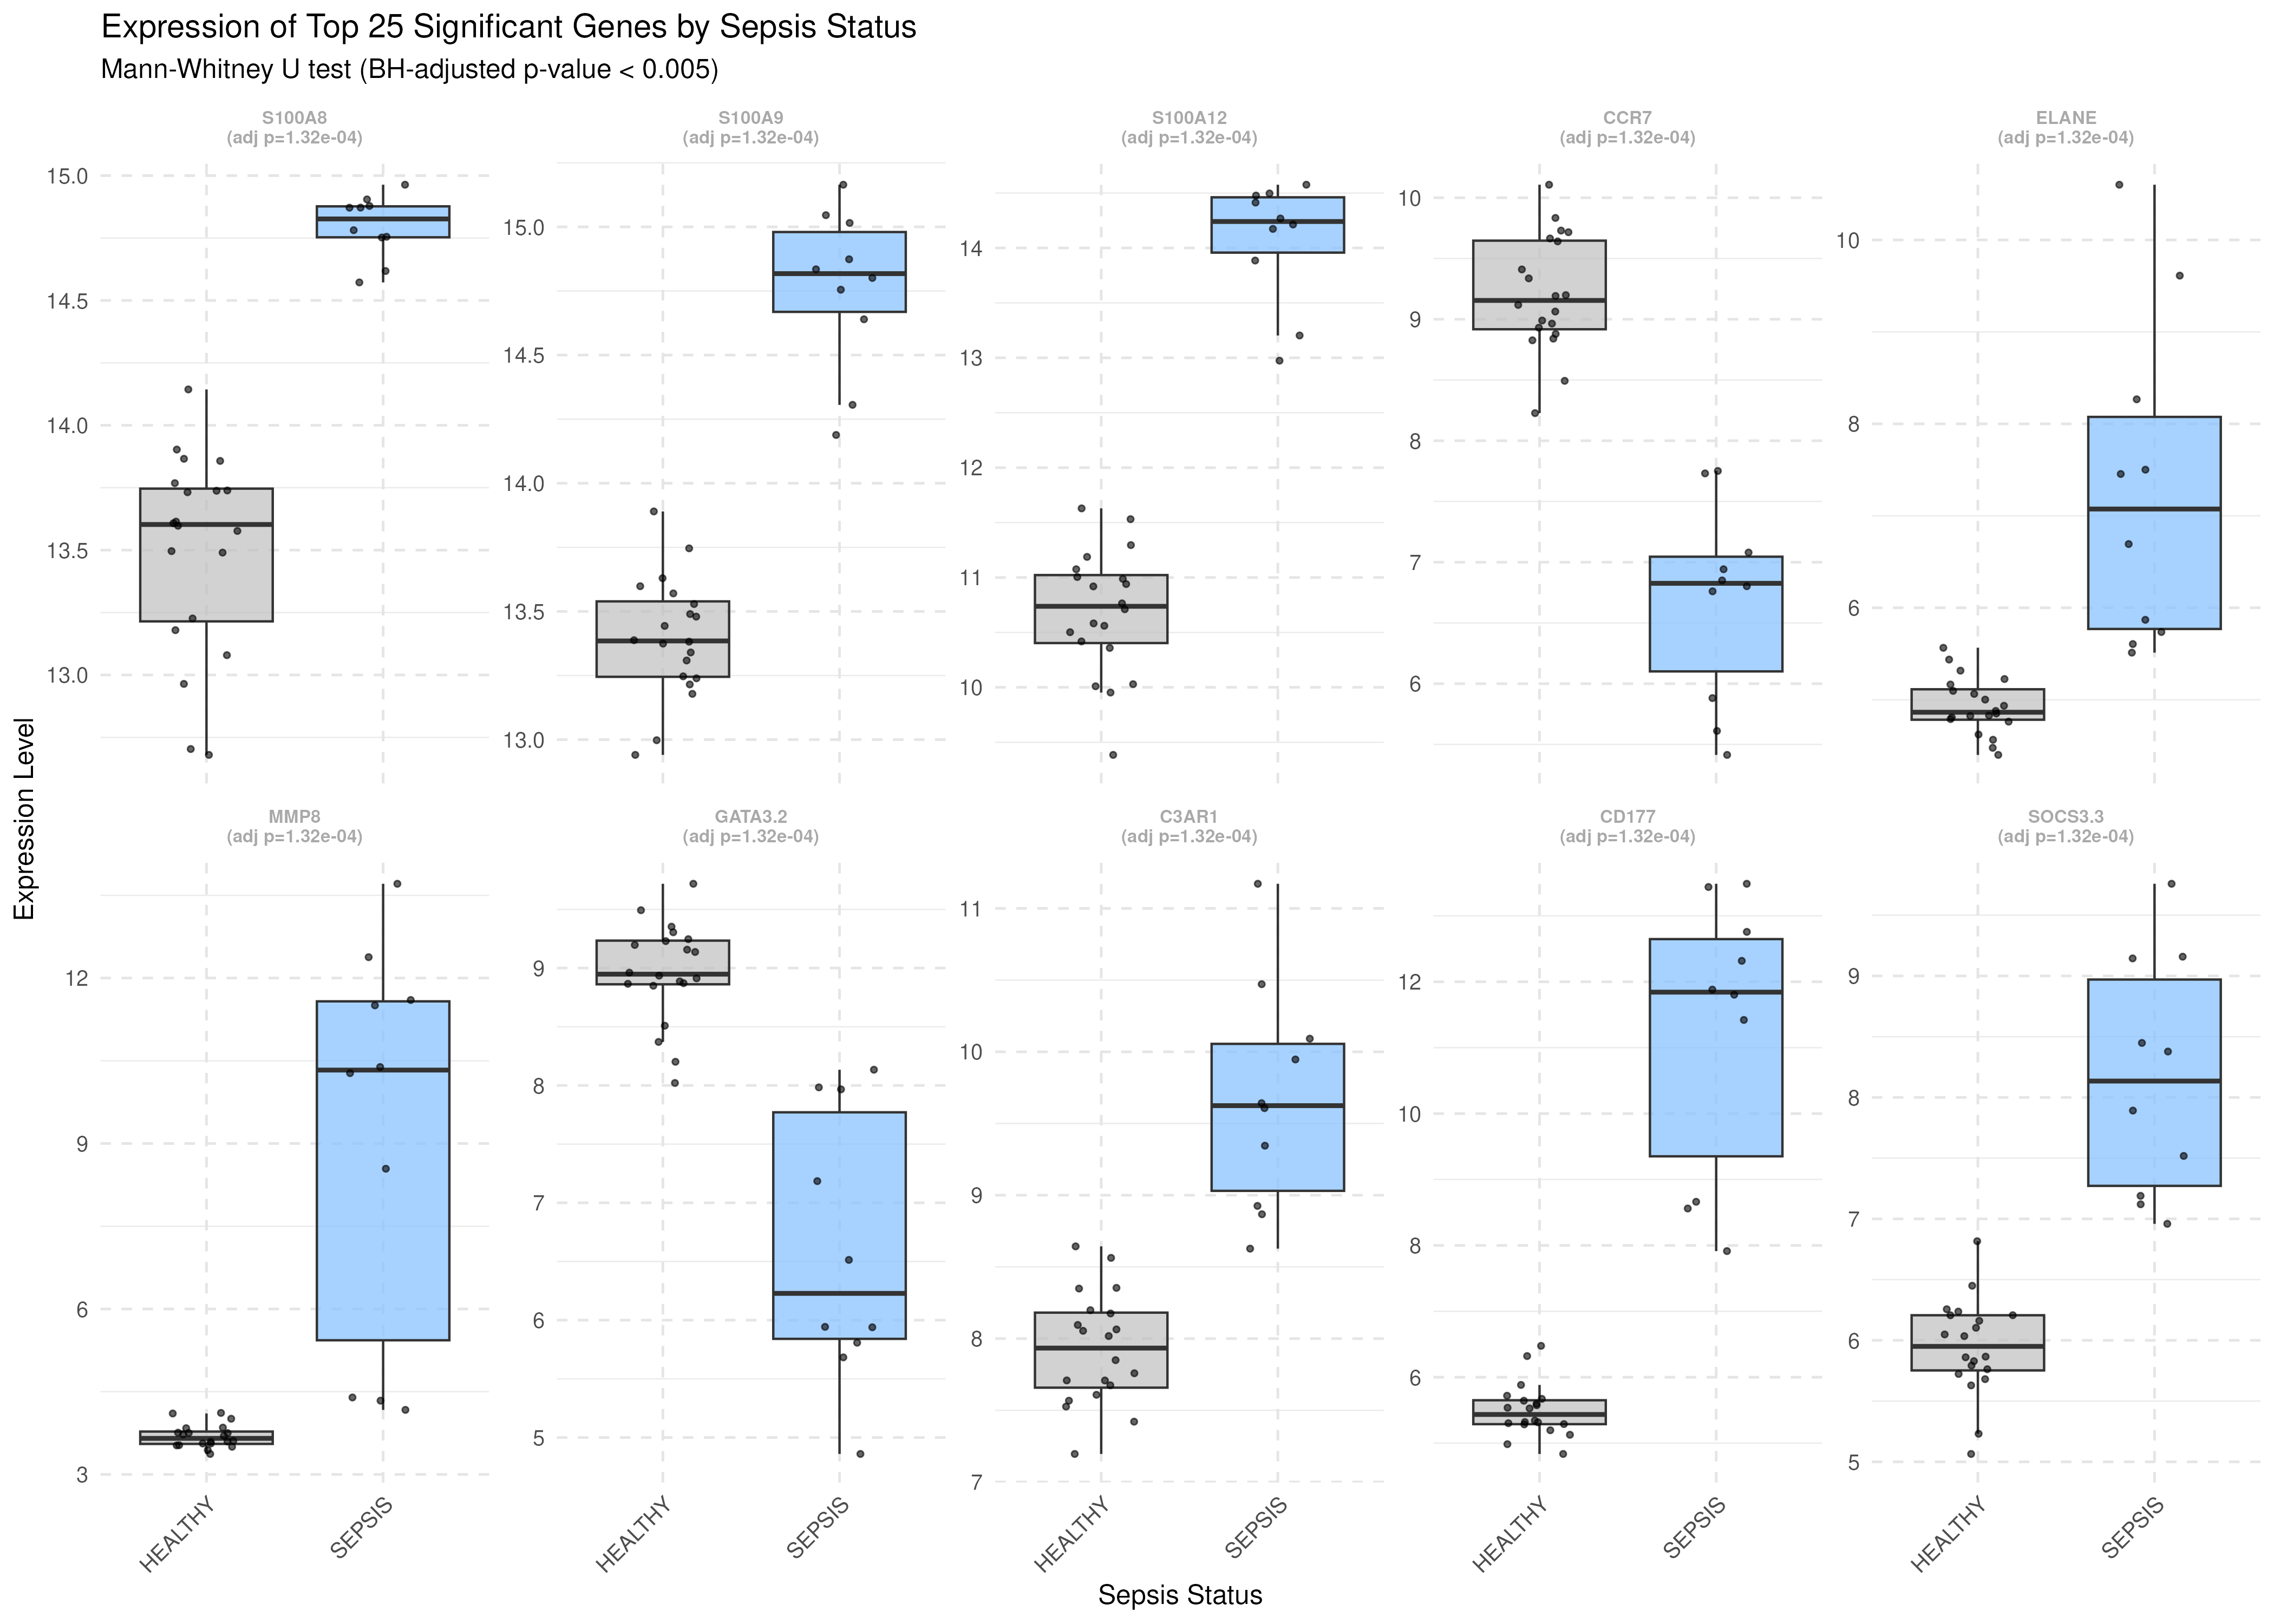 Expression of Top 25 Significant Genes by Sepsis Status
Mann-Whitney U test (BH-adjusted p-value < 0.005)
S100A8
(adj p=1.32e-04)
S100A9
(adj p=1.32e-04)
S100A12
(adj p=1.32e-04)
CCR7
(adj p=1.32e-04)
ELANE
(adj p=1.32e-04)
15.0
14.5
14.0
13.5
13.0
15.0
14.5
14.0
13.5
13.0
14
13
12
11
10
10
9
8
7
6
10
8
6
Expression Level
MMP8
(adj p=1.32e-04)
GATA3.2
(adj p=1.32e-04)
C3AR1
(adj p=1.32e-04)
CD177
(adj p=1.32e-04)
SOCS3.3
(adj p=1.32e-04)
12
9
6
3
9
8
7
6
5
11
10
9
8
7
12
10
8
6
9
8
7
6
5
HEALTHY
SEPSIS
HEALTHY
SEPSIS
HEALTHY
SEPSIS
HEALTHY
SEPSIS
HEALTHY
SEPSIS
Sepsis Status